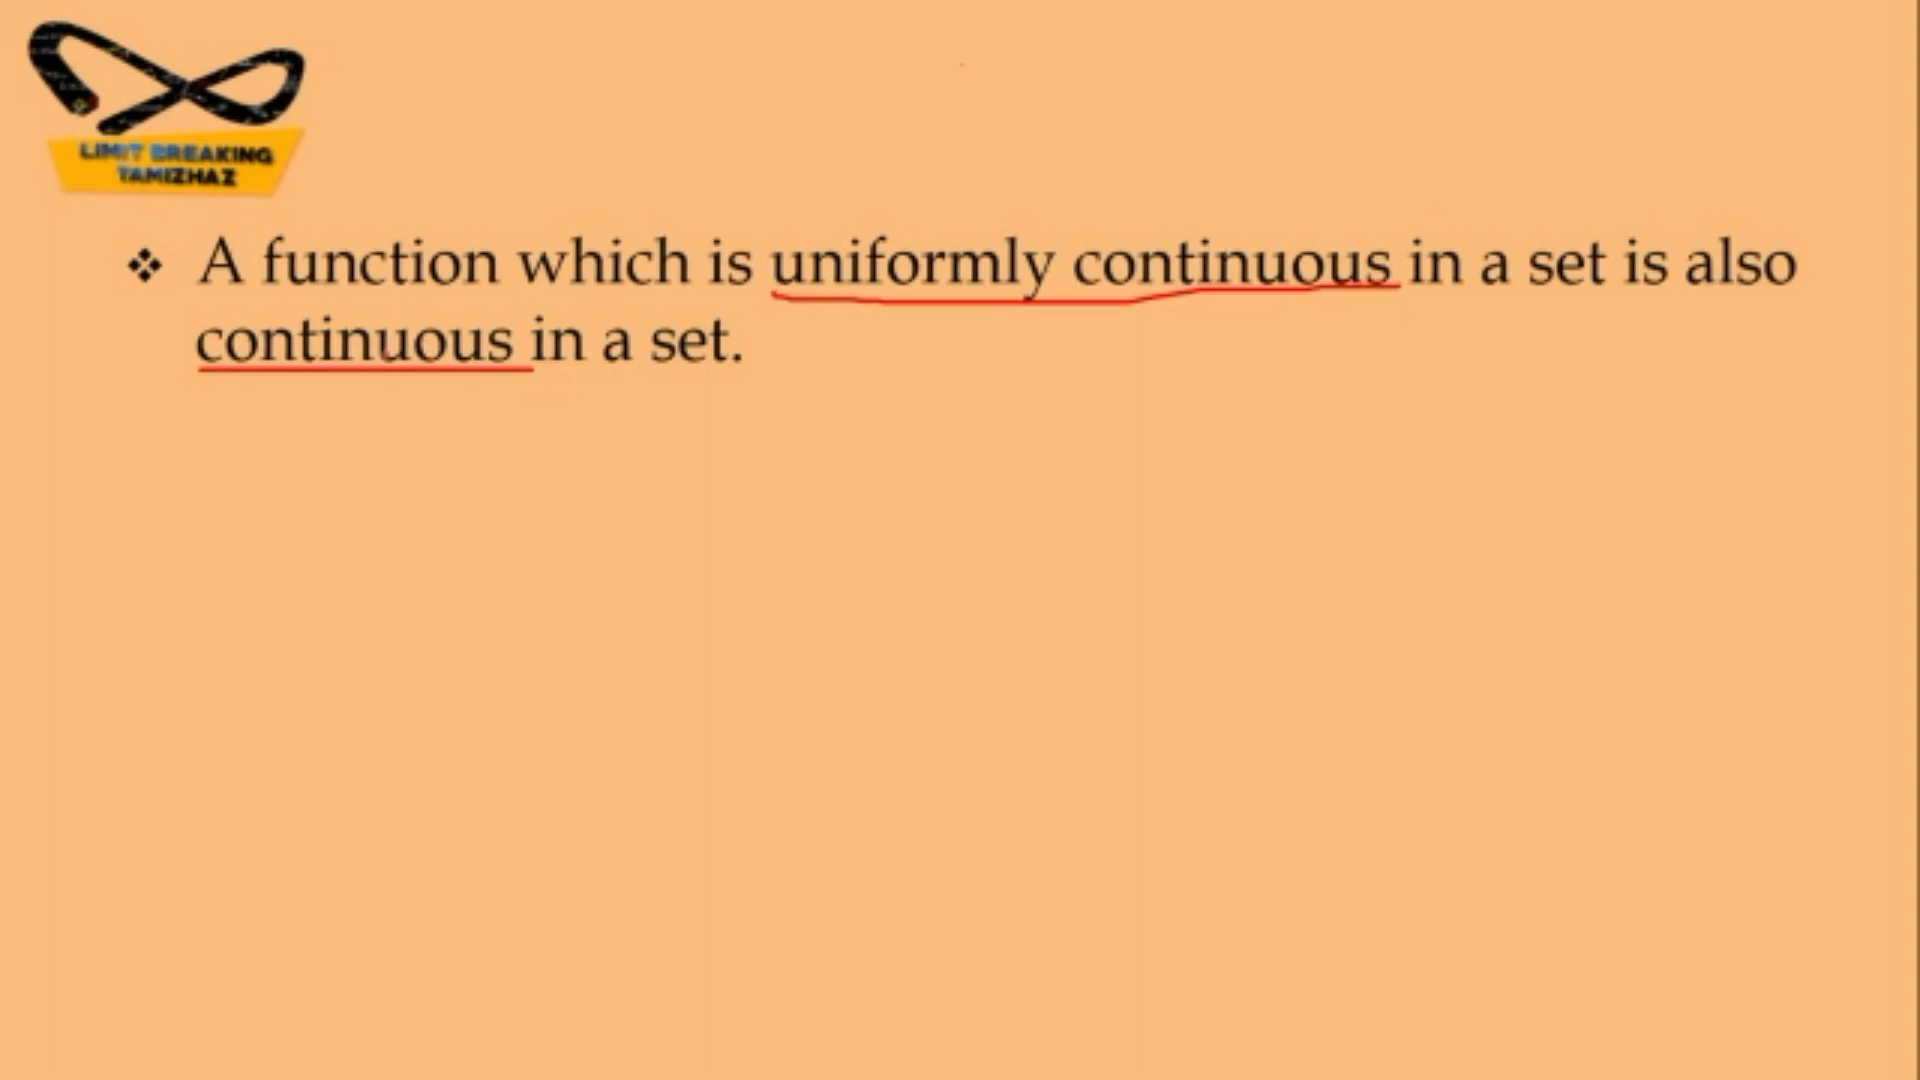 LIMIT BREAKING
TAMIZHAZ
❖ A function which is uniformly continuous in a set is also
continuous in a set.